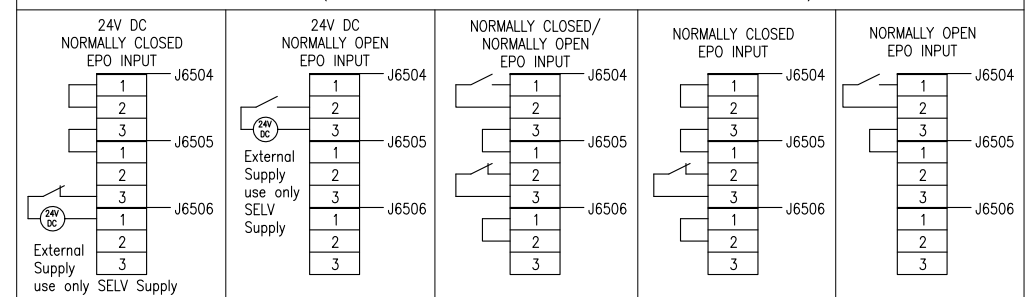 24V DC
NORMALLY CLOSED
EPO INPUT
J6504
1
2
3
J6505
1
2
3
J6506
1
2
3
24V
DC
External
Supply
use only SELV Supply
24V DC
NORMALLY OPEN
EPO INPUT
J6504
1
2
3
J6505
1
2
3
J6506
1
2
3
24V
DC
External
Supply
use only
SELV
Supply
NORMALLY CLOSED/
NORMALLY OPEN
EPO INPUT
J6504
1
2
3
J6505
1
2
3
J6506
1
2
3
NORMALLY CLOSED
EPO INPUT
J6504
1
2
3
J6505
1
2
3
J6506
1
2
3
NORMALLY OPEN
EPO INPUT
J6504
1
2
3
J6505
1
2
3
J6506
1
2
3